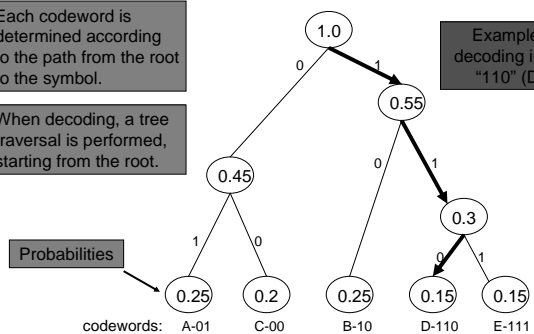 Each codeword is
determined according
to the path from the root
to the symbol.
When decoding, a tree
traversal is performed,
starting from the root.
Example
decoding i
"110" (D
1.0
0
1
0.55
0.45
0
1
0.3
1
0
0
1
Probabilities
0.25
0.2
0.25
0.15
0.15
codewords: A-01 C-00 B-10 D-110 E-111